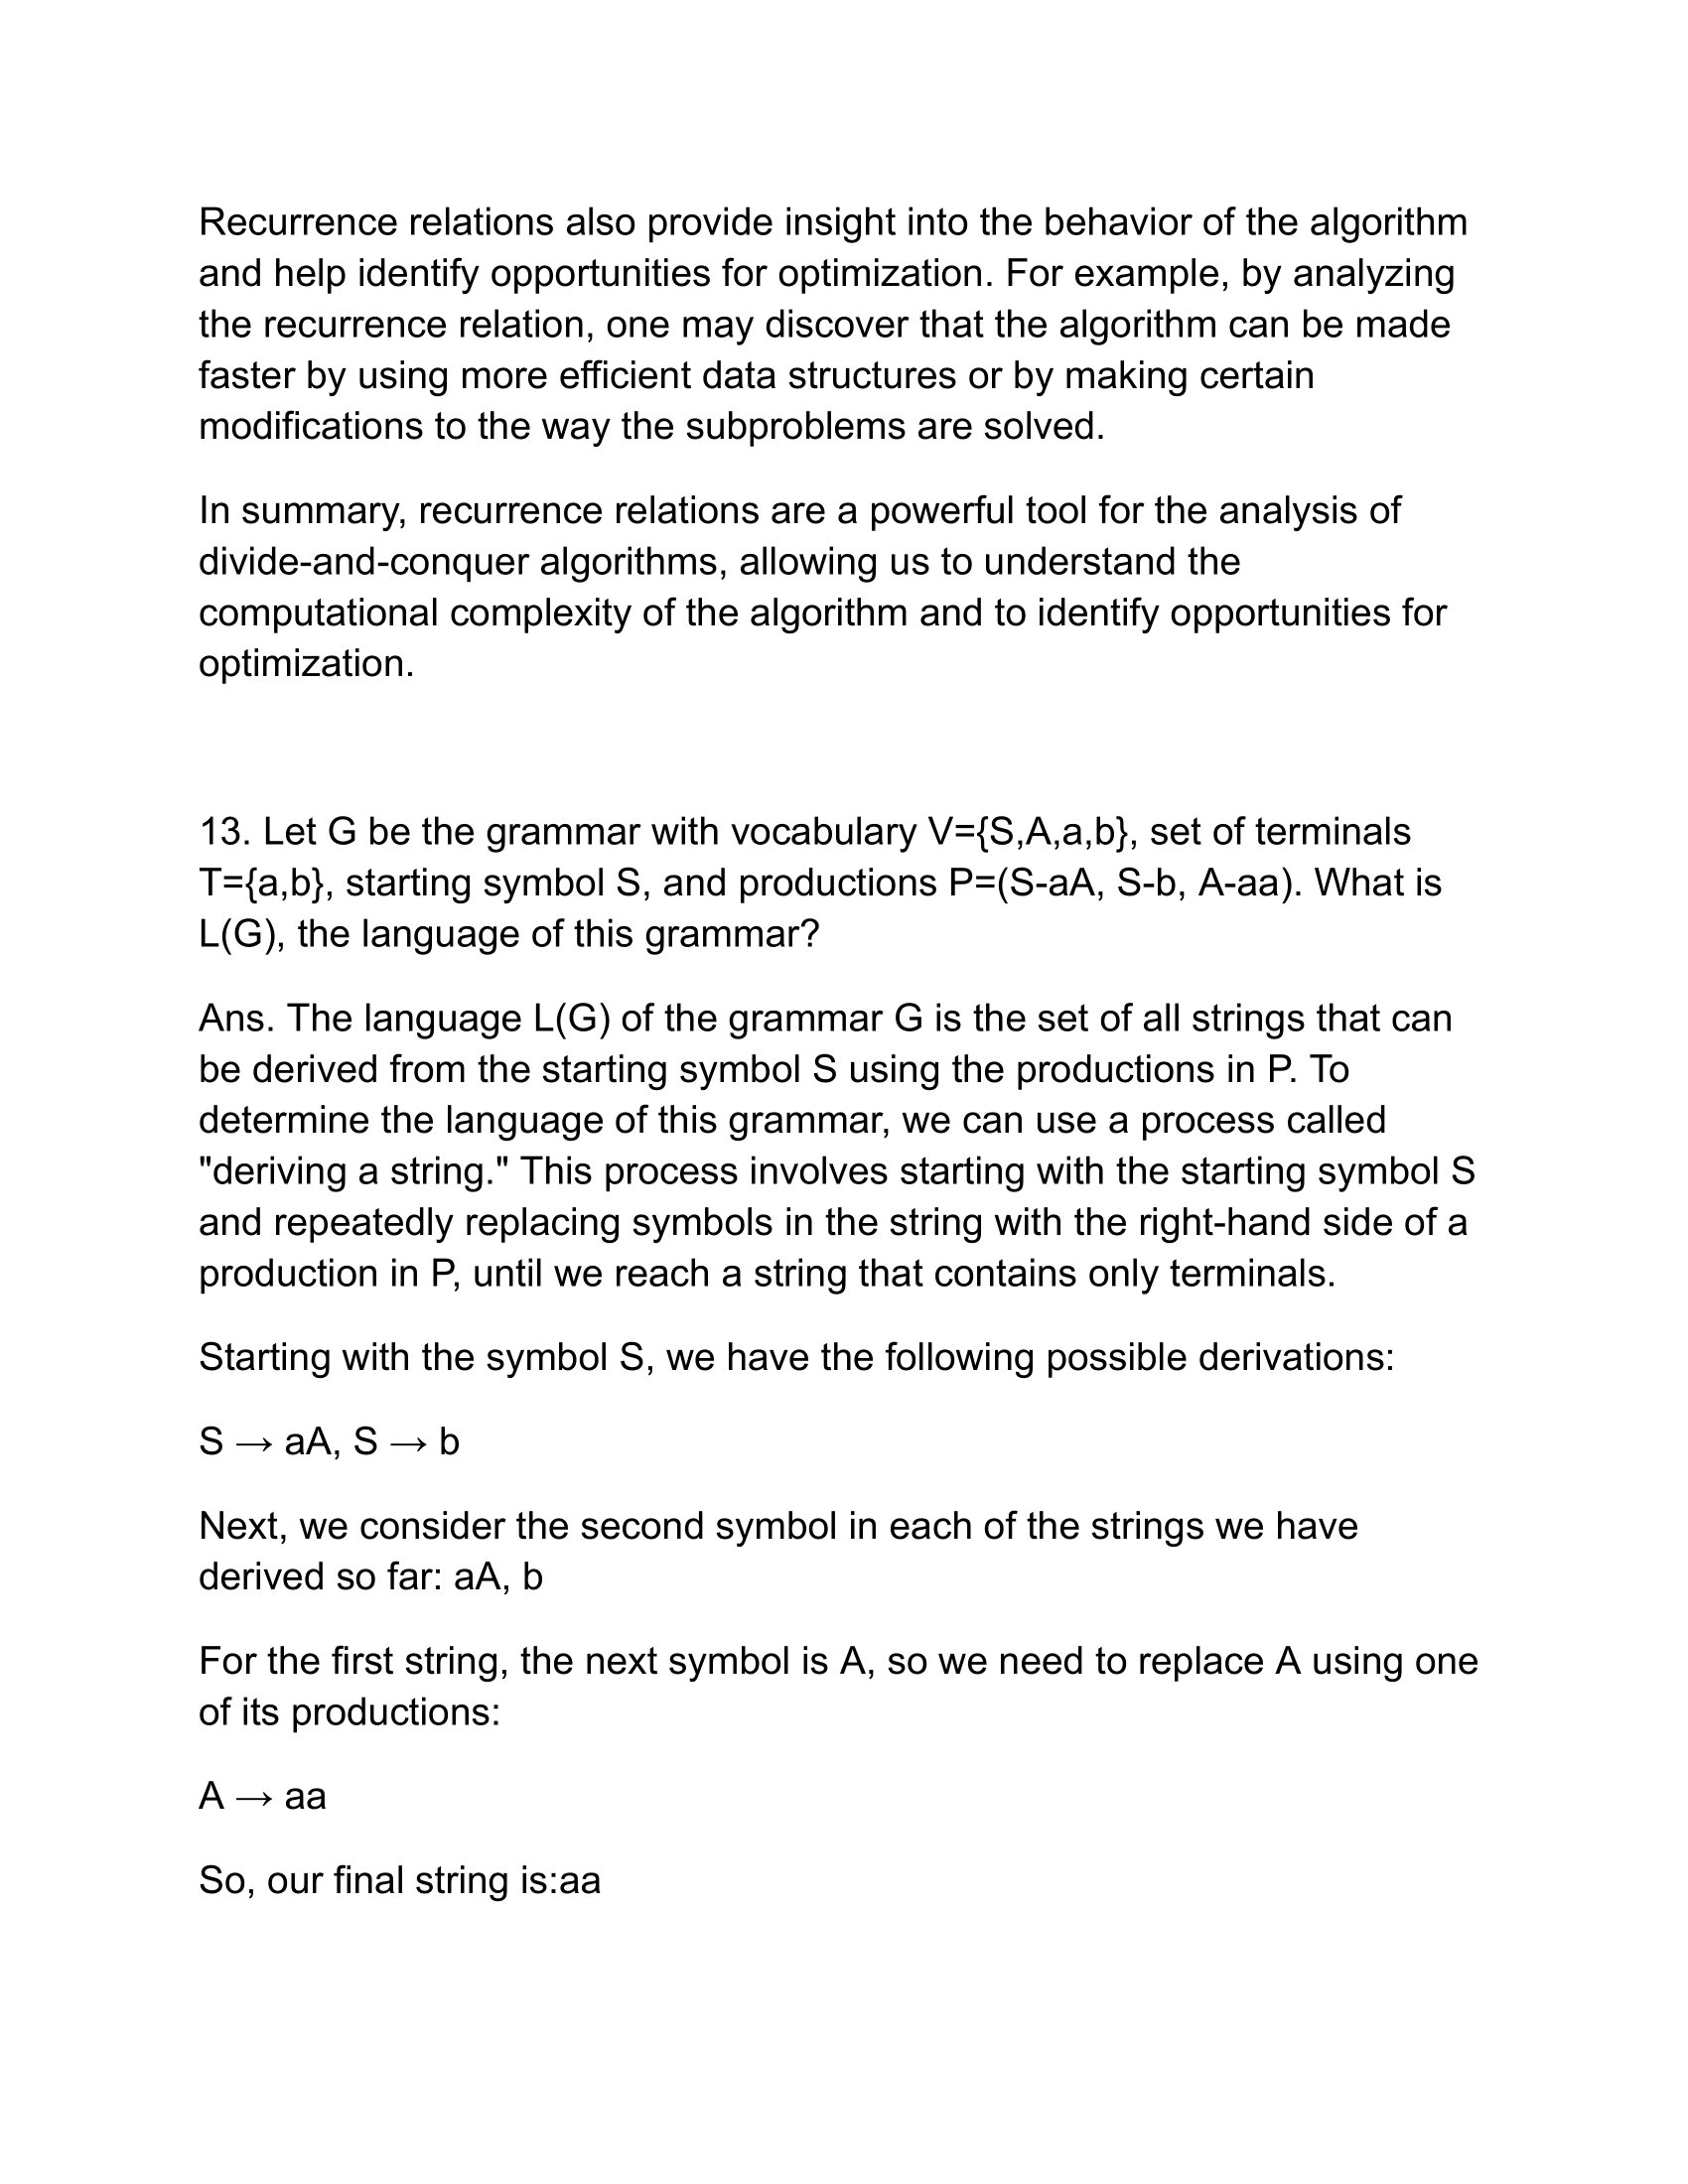 Recurrence relations also provide insight into the behavior of the algorithm
and help identify opportunities for optimization. For example, by analyzing
the recurrence relation, one may discover that the algorithm can be made
faster by using more efficient data structures or by making certain
modifications to the way the subproblems are solved.
In summary, recurrence relations are a powerful tool for the analysis of
divide-and-conquer algorithms, allowing us to understand the
computational complexity of the algorithm and to identify opportunities for
optimization.
13. Let G be the grammar with vocabulary V={S,A,a,b}, set of terminals
T={a,b}, starting symbol S, and productions P=(S-aA, S-b, A-aa). What is
L(G), the language of this grammar?
Ans. The language L(G) of the grammar G is the set of all strings that can
be derived from the starting symbol S using the productions in P. To
determine the language of this grammar, we can use a process called
"deriving a string." This process involves starting with the starting symbol S
and repeatedly replacing symbols in the string with the right-hand side of a
production in P, until we reach a string that contains only terminals.
Starting with the symbol S, we have the following possible derivations:
S → aA, S → b
Next, we consider the second symbol in each of the strings we have
derived so far: aA, b
For the first string, the next symbol is A, so we need to replace A using one
of its productions:
A → aa
So, our final string is:aa